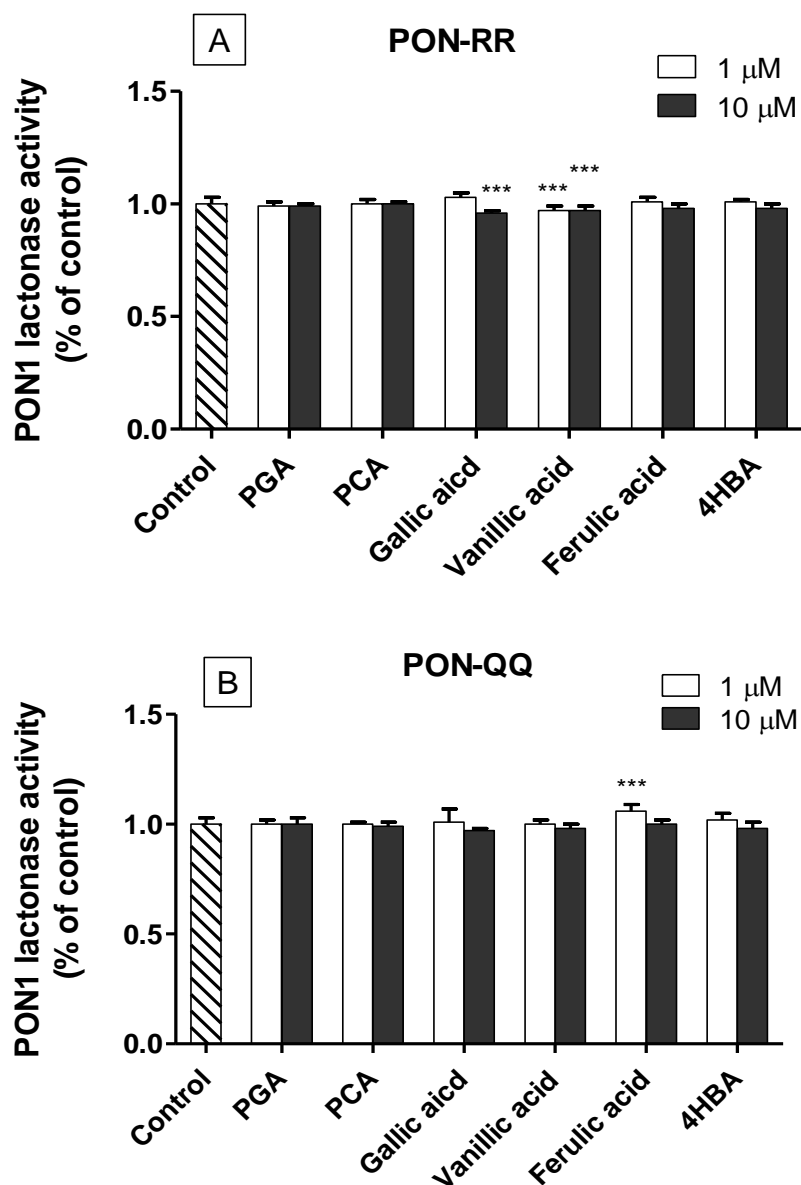 A
PON-RR
1 μM
10 μM
PON1 lactonase activity
(% of control)
1.5
1.0
0.5
0.0
***
***
***
Control
PGA
PCA
Gallic aicd
Vanillic acid
Ferulic acid
4HBA
B
PON-QQ
1 μM
10 μM
PON1 lactonase activity
(% of control)
1.5
1.0
0.5
0.0
***
Control
PGA
PCA
Gallic aicd
Vanillic acid
Ferulic acid
4HBA